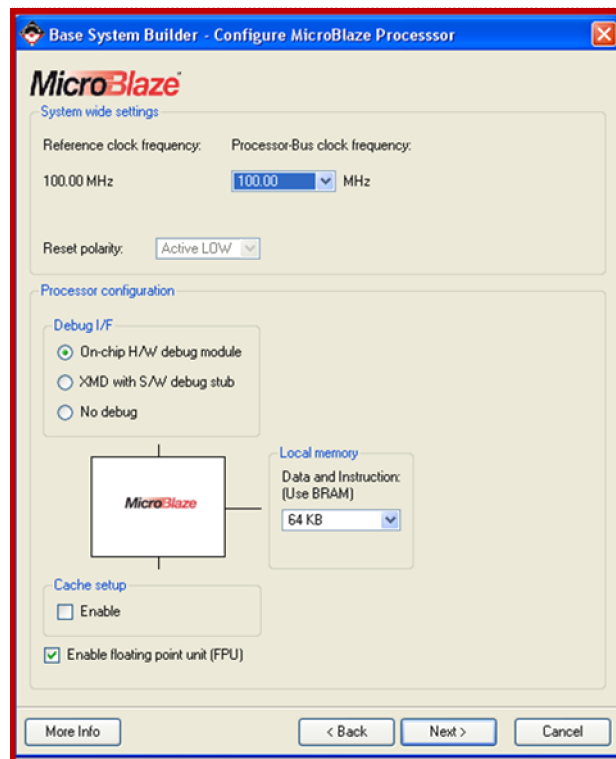 Base System Builder - Configure MicroBlaze Processsor
MicroBlaze
System wide settings
Reference clock frequency: Processor-Bus clock frequency:
100.00 MHz 100.00 MHz
Reset polarity: Active LOW
Processor configuration
Debug I/F
On-chip H/W debug module
XMD with S/W debug stub
No debug
MicroBlaze
Local memory
Data and Instruction:
(Use BRAM)
64 KB
Cache setup
Enable
Enable floating point unit (FPU)
More Info < Back Next > Cancel